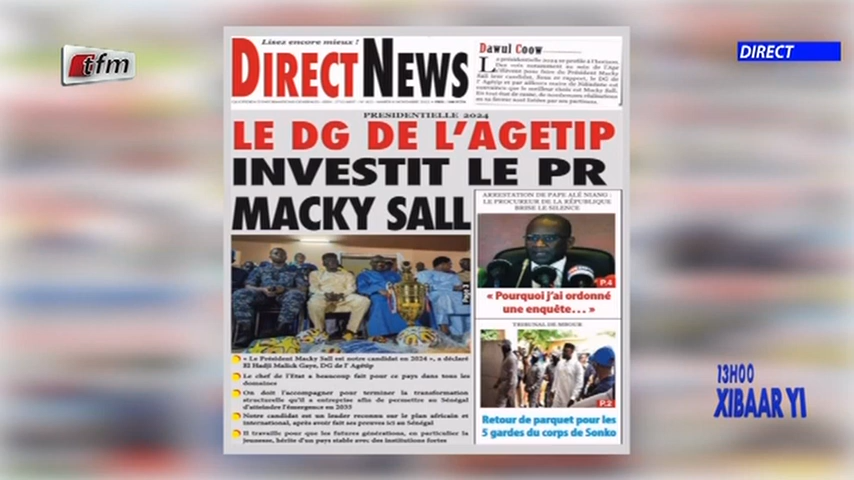 tfm
DIRECT
Lisez encore mieux !
DIRECTNEWS
Dawul Coow
PRESIDENTIELLE 2024
LE DG DE L'AGETIP
INVESTIT LE PR
MACKY SALL
ARRESTATION DE PAPE ALÉ NIANG :
LE PROCUREUR DE LA RÉPUBLIQUE
BRISE LE SILENCE
P.4
« Pourquoi j'ai ordonné
une enquête... »
Page 3
TRIBUNAL DE MBOUR
P.2
Retour de parquet pour les
5 gardes du corps de Sonko
« Le Président Macky Sall est notre candidat en 2024 », a déclaré
El Hadji Malick Gaye, DG de l' Agétip
Le chef de l'Etat a beaucoup fait pour ce pays dans tous les
domaines
On doit l'accompagner pour terminer la transformation
structurelle qu'il a entreprise afin de permettre au Sénégal
d'atteindre l'émergence en 2035
Notre candidat est un leader reconnu sur le plan africain et
international, après avoir fait ses preuves ici au Sénégal
Il travaille pour que les futures générations, en particulier la
jeunesse, hérite d'un pays stable avec des institutions fortes
13H00
XIBAAR YI